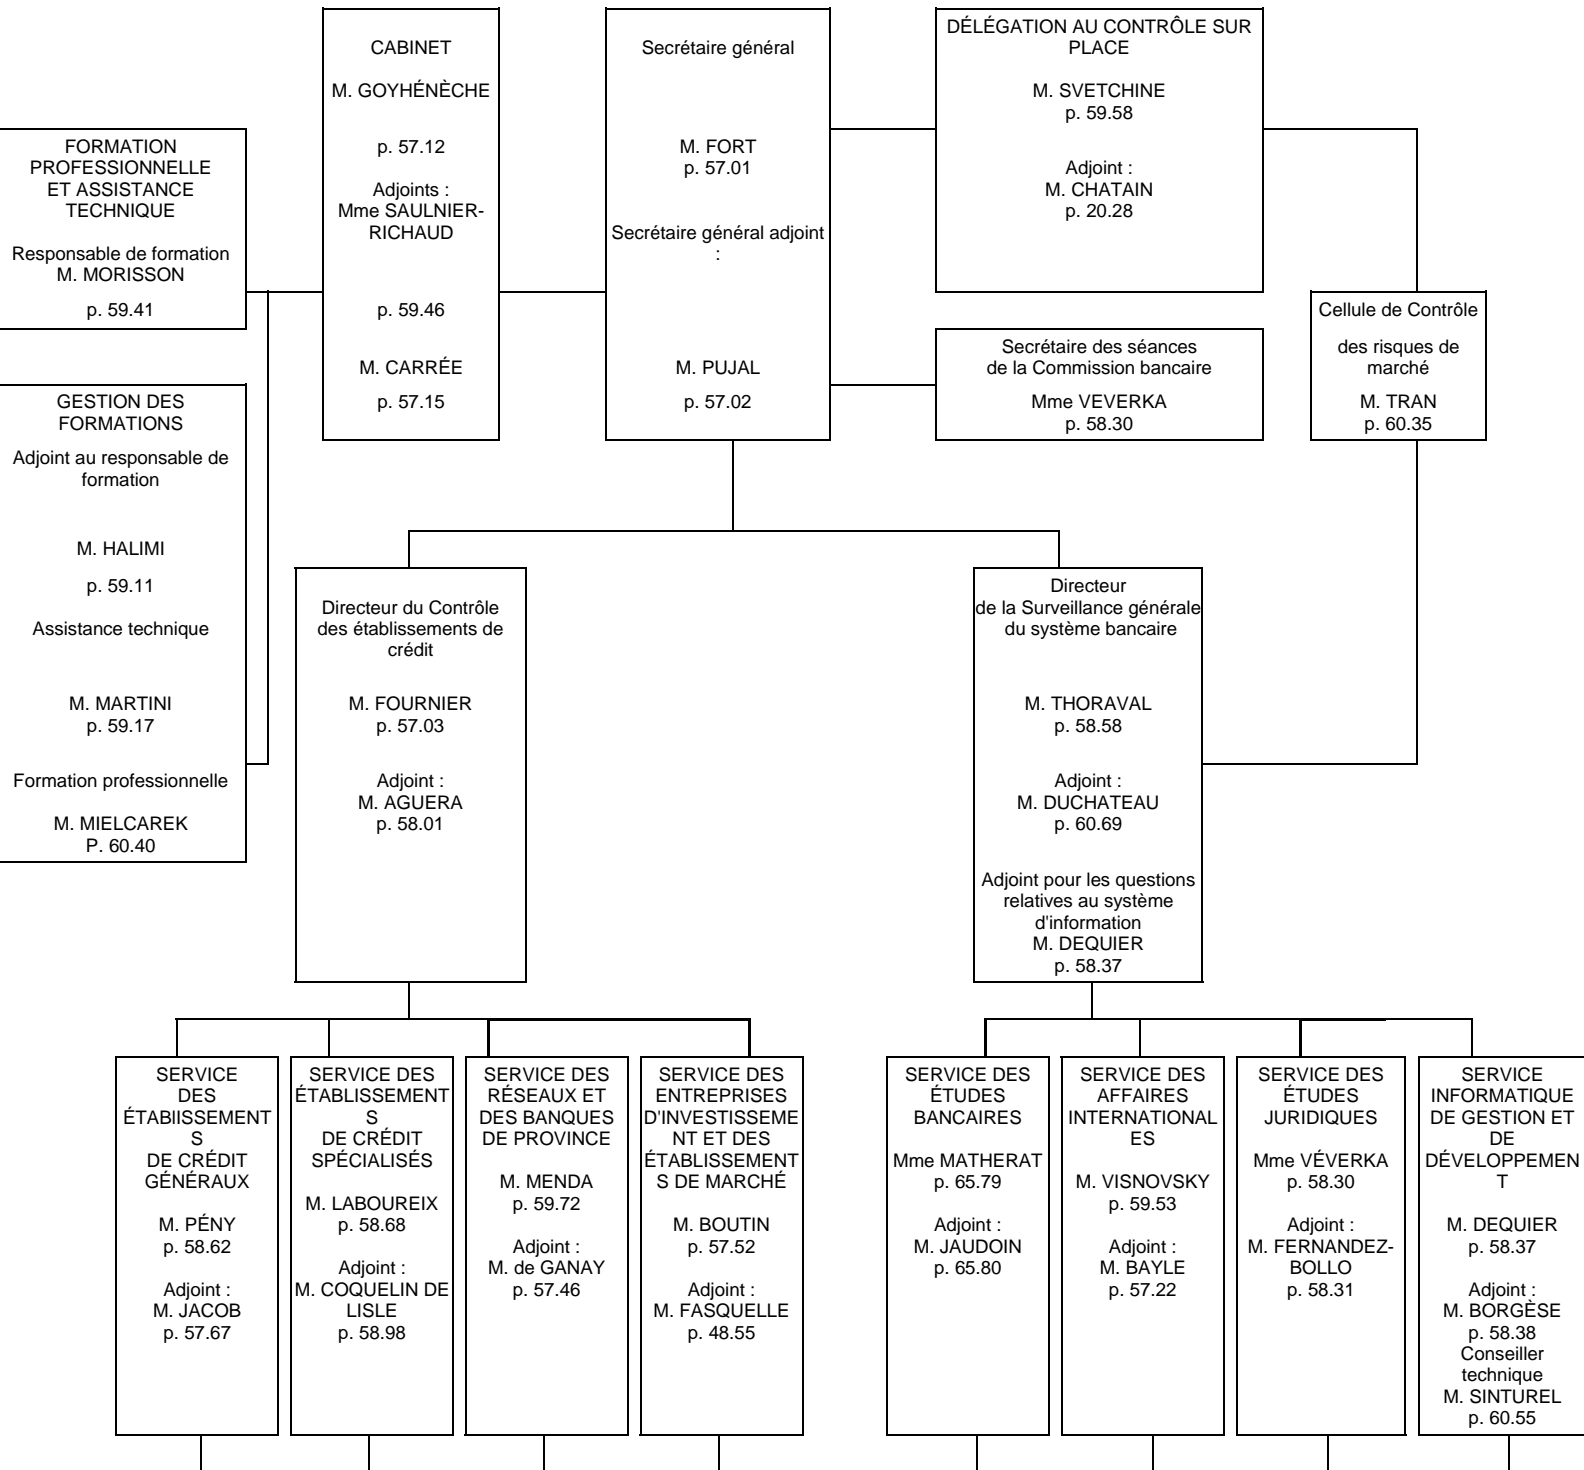 CABINET
M. GOYHÉNÈCHE
p. 57.12
Adjoints :
Mme SAULNIER-
RICHAUD
p. 59.46
M. CARRÉE
p. 57.15
Secrétaire général
M. FORT
p. 57.01
Secrétaire général adjoint
:
M. PUJAL
p. 57.02
DÉLÉGATION AU CONTRÔLE SUR
PLACE
M. SVETCHINE
p. 59.58
Adjoint :
M. CHATAIN
p. 20.28
FORMATION
PROFESSIONNELLE
ET ASSISTANCE
TECHNIQUE
Responsable de formation
M. MORISSON
p. 59.41
Cellule de Contrôle
des risques de
marché
M. TRAN
p. 60.35
Secrétaire des séances
de la Commission bancaire
Mme VEVERKA
p. 58.30
GESTION DES
FORMATIONS
Adjoint au responsable de
formation
M. HALIMI
p. 59.11
Assistance technique
M. MARTINI
p. 59.17
Formation professionnelle
M. MIELCAREK
P. 60.40
Directeur du Contrôle
des établissements de
crédit
M. FOURNIER
p. 57.03
Adjoint :
M. AGUERA
p. 58.01
Directeur
de la Surveillance générale
du système bancaire
M. THORAVAL
p. 58.58
Adjoint :
M. DUCHATEAU
p. 60.69
Adjoint pour les questions
relatives au système
d'information
M. DEQUIER
p. 58.37
SERVICE
DES
ÉTABIISSEMENT
S
DE CRÉDIT
GÉNÉRAUX
M. PÉNY
p. 58.62
Adjoint :
M. JACOB
p. 57.67
SERVICE DES
ÉTABLISSEMENT
S
DE CRÉDIT
SPÉCIALISÉS
M. LABOUREIX
p. 58.68
Adjoint :
M. COQUELIN DE
LISLE
p. 58.98
SERVICE DES
RÉSEAUX ET
DES BANQUES
DE PROVINCE
M. MENDA
p. 59.72
Adjoint :
M. de GANAY
p. 57.46
SERVICE DES
ENTREPRISES
D'INVESTISSEME
NT ET DES
ÉTABLISSEMENT
S DE MARCHÉ
M. BOUTIN
p. 57.52
Adjoint :
M. FASQUELLE
p. 48.55
SERVICE DES
ÉTUDES
BANCAIRES
Mme MATHERAT
p. 65.79
Adjoint :
M. JAUDOIN
p. 65.80
SERVICE DES
AFFAIRES
INTERNATIONAL
ES
M. VISNOVSKY
p. 59.53
Adjoint :
M. BAYLE
p. 57.22
SERVICE DES
ÉTUDES
JURIDIQUES
Mme VÉVERKA
p. 58.30
Adjoint :
M. FERNANDEZ-
BOLLO
p. 58.31
SERVICE
INFORMATIQUE
DE GESTION ET
DE
DÉVELOPPEMEN
T
M. DEQUIER
p. 58.37
Adjoint :
M. BORGÈSE
p. 58.38
Conseiller
technique
M. SINTUREL
p. 60.55